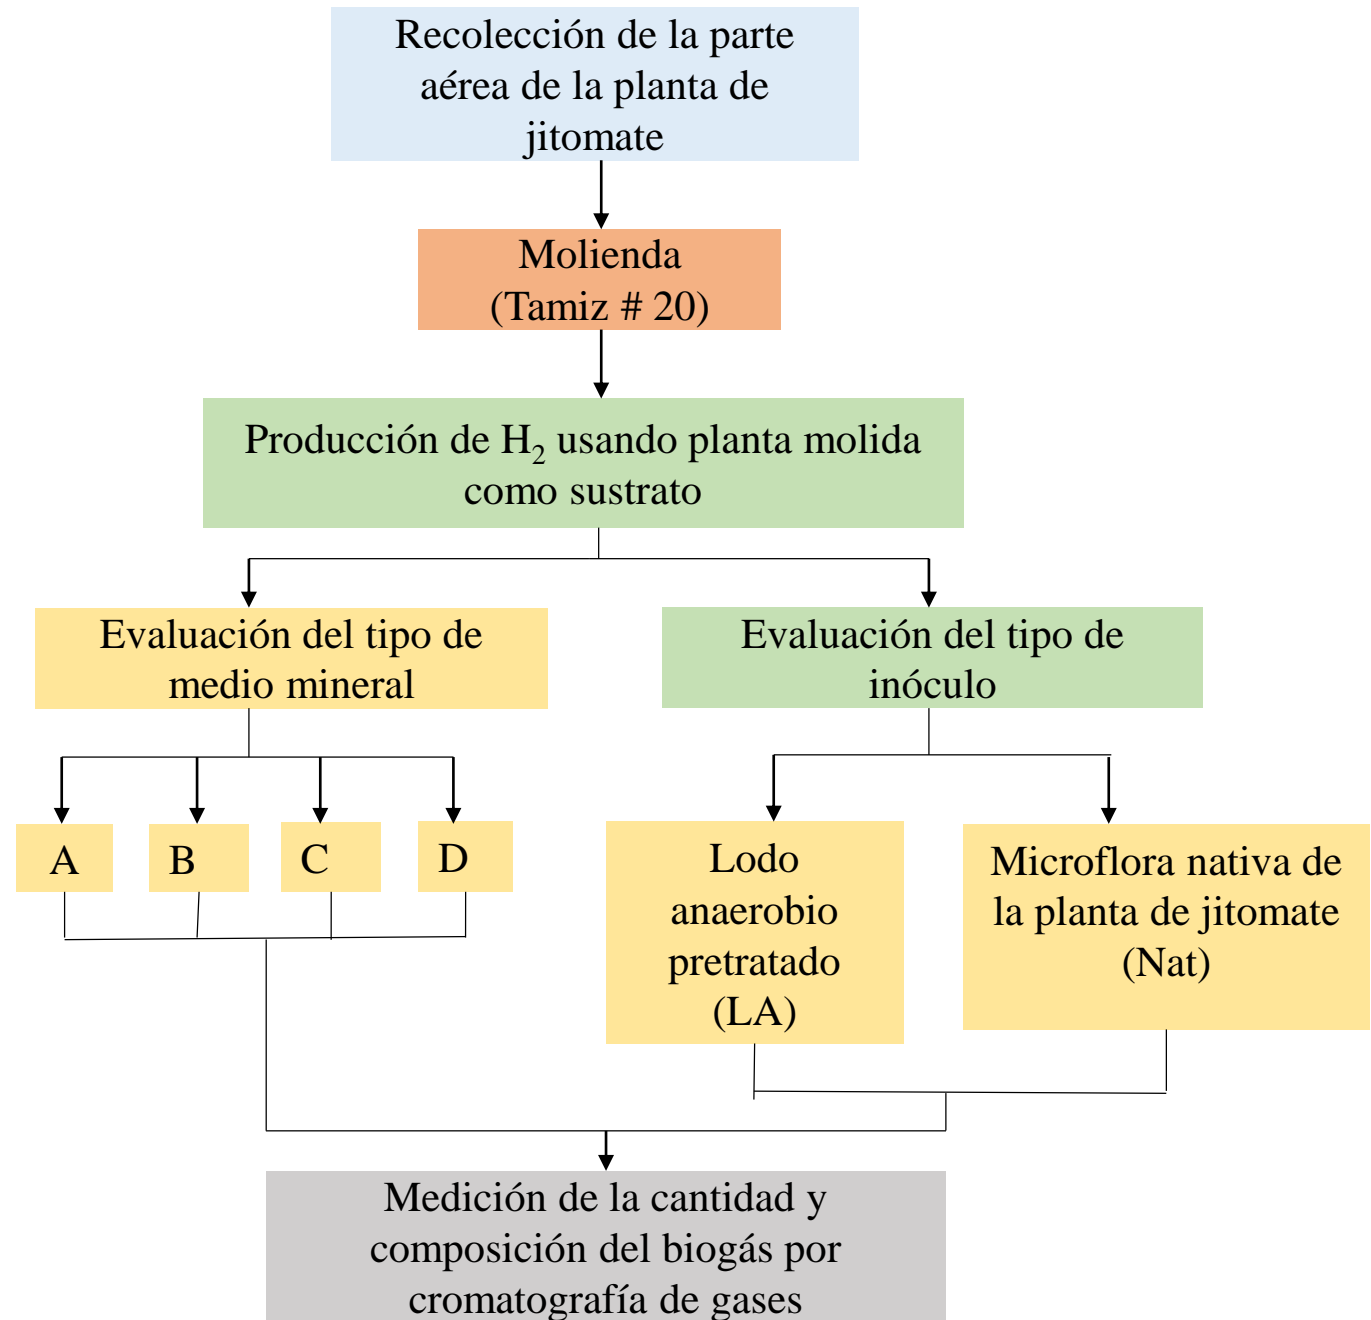 Recolección de la parte
aérea de la planta de
jitomate
Molienda
(Tamiz # 20)
Producción de H₂ usando planta molida
como sustrato
Evaluación del tipo de
medio mineral
Evaluación del tipo de
inóculo
A
B
C
D
Lodo
anaerobio
pretratado
(LA)
Microflora nativa de
la planta de jitomate
(Nat)
Medición de la cantidad y
composición del biogás por
cromatografía de gases